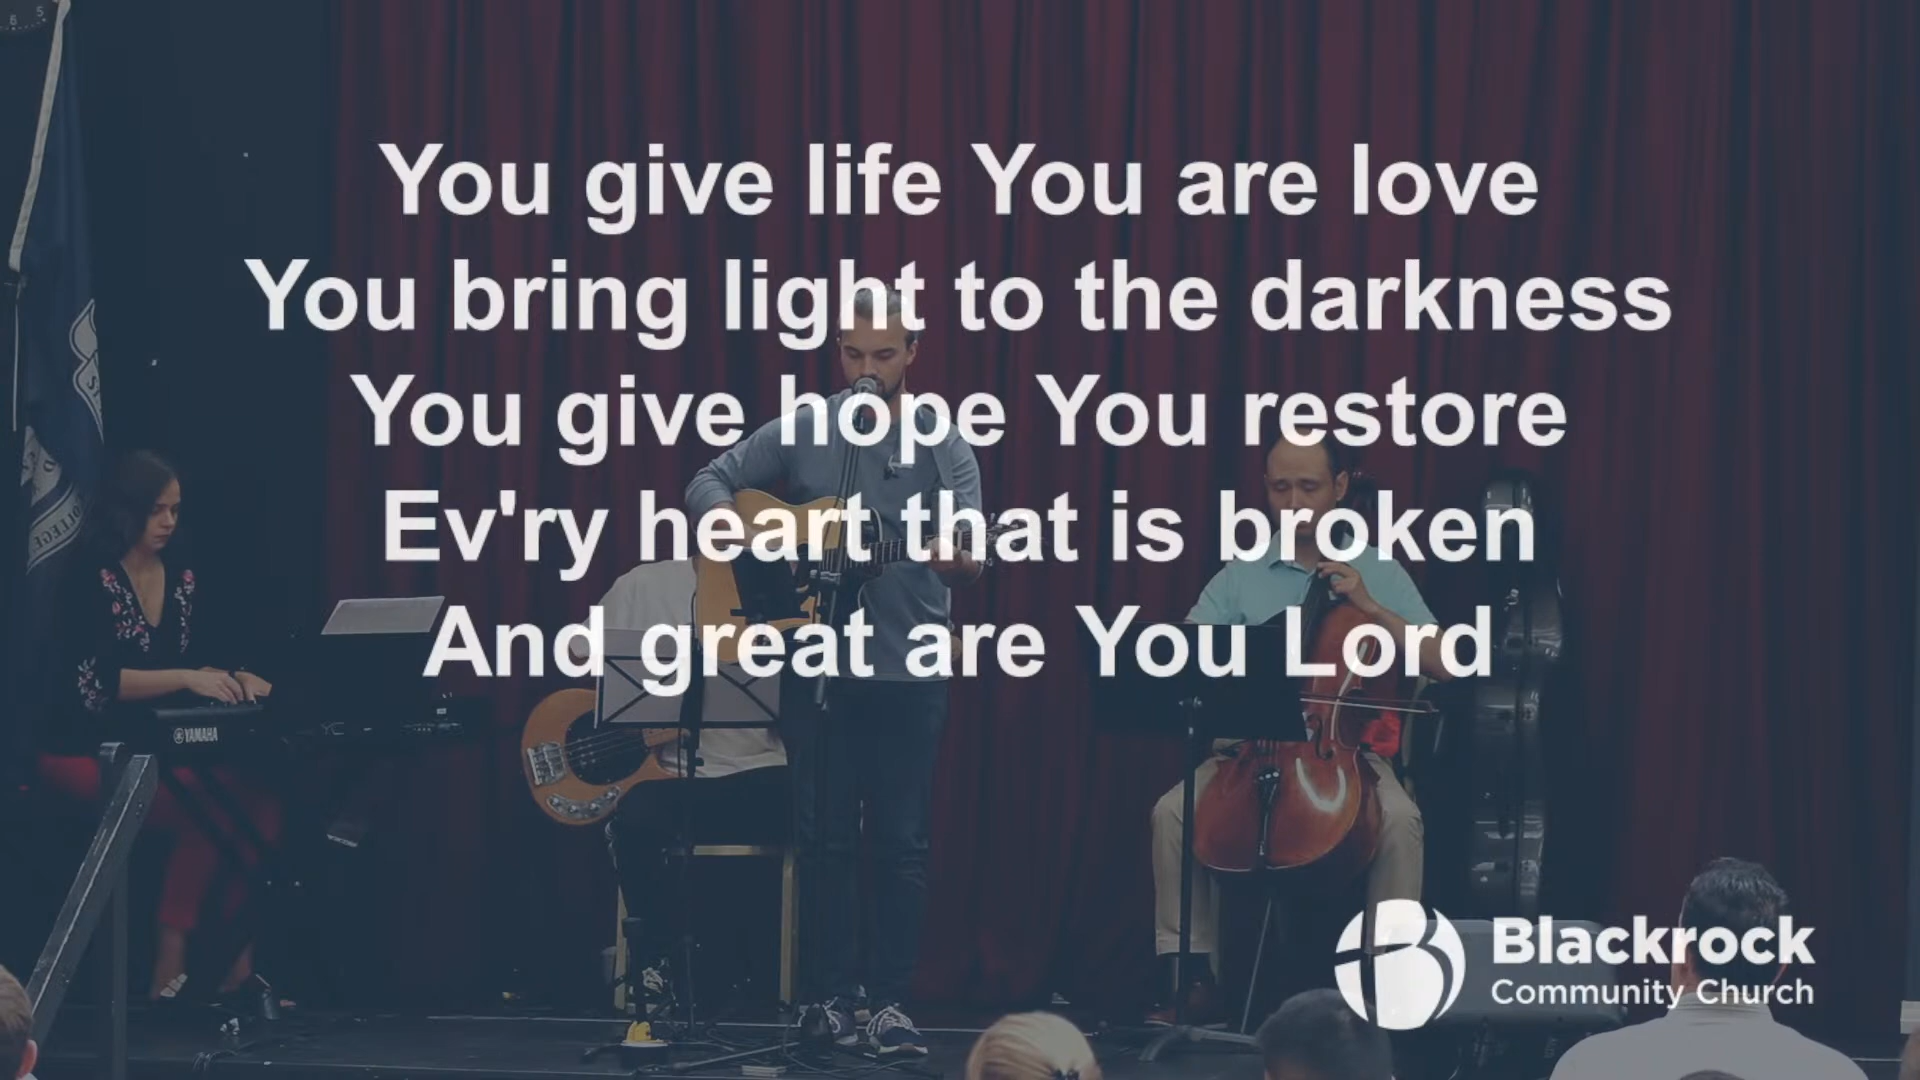 You give life You are love
You bring light to the darkness
You give hope You restore
Ev'ry heart that is broken
And great are You Lord
YAMAHA
Blackrock
Community Church